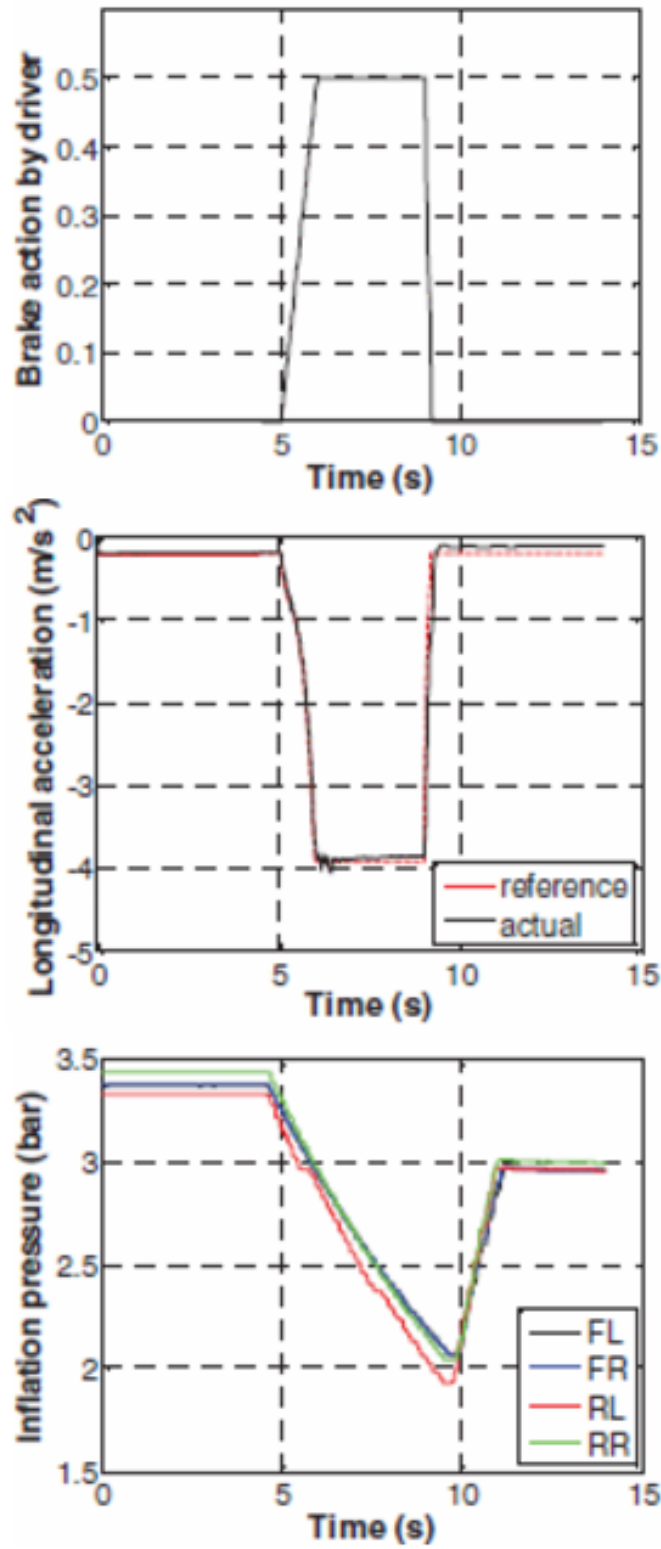 Brake action by driver
0.5
0.4
0.3
0.2
0.1
0
0 5 10 15
Time (s)
Longitudinal acceleration (m/s²)
0
-1
-2
-3
-4
-5
reference
actual
0 5 10 15
Time (s)
Inflation pressure (bar)
3.5
3
2.5
2
1.5
FL
FR
RL
RR
0 5 10 15
Time (s)